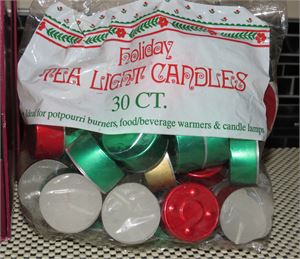 Holiday
TEA LIGHT CANDLES
30 CT.
Ideal for potpourri burners, food/beverage warmers & candle lamps.